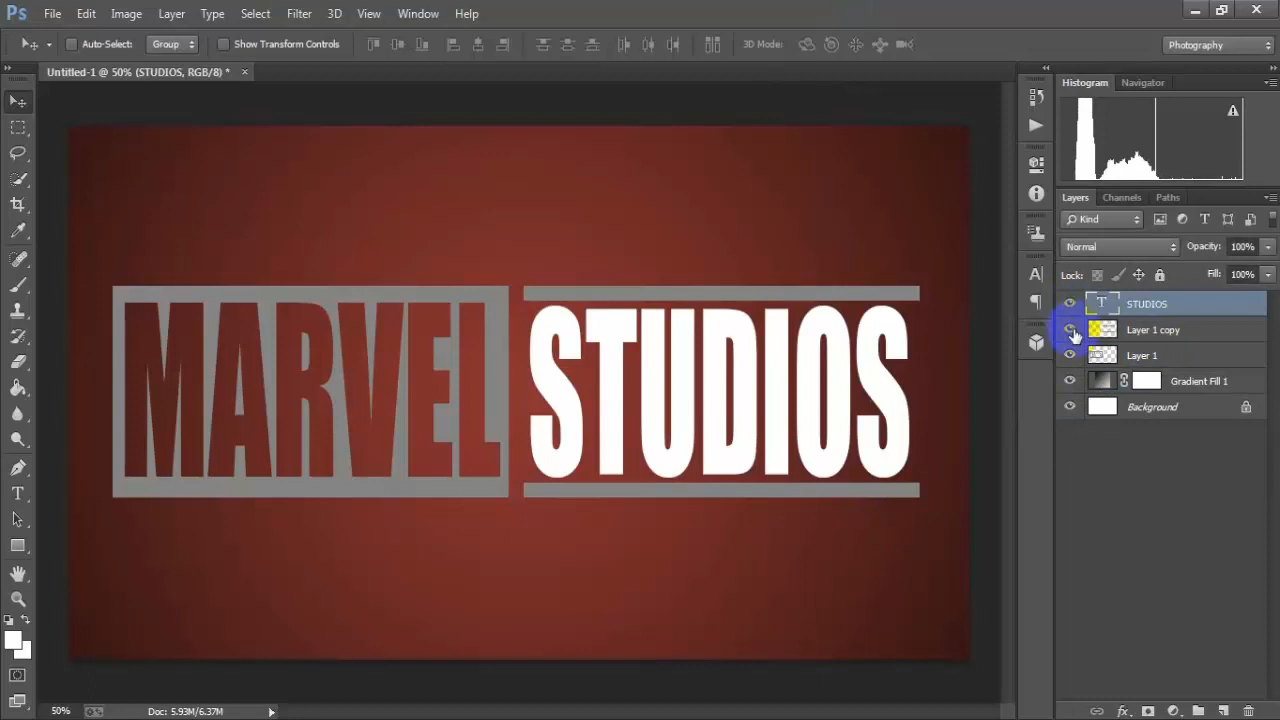 Ps File Edit Image Layer Type Select Filter 3D View Window Help
Auto-Select: Group Show Transform Controls 3D Mode: Photography
Untitled-1 @ 50% (STUDIOS, RGB/8) * ×
Histogram Navigator
Layers Channels Paths
Kind T
Normal Opacity: 100%
Lock: Fill: 100%
T STUDIOS
Layer 1 copy
Layer 1
Gradient Fill 1
Background
MARVEL STUDIOS
50% Doc: 5.93M/6.37M fx